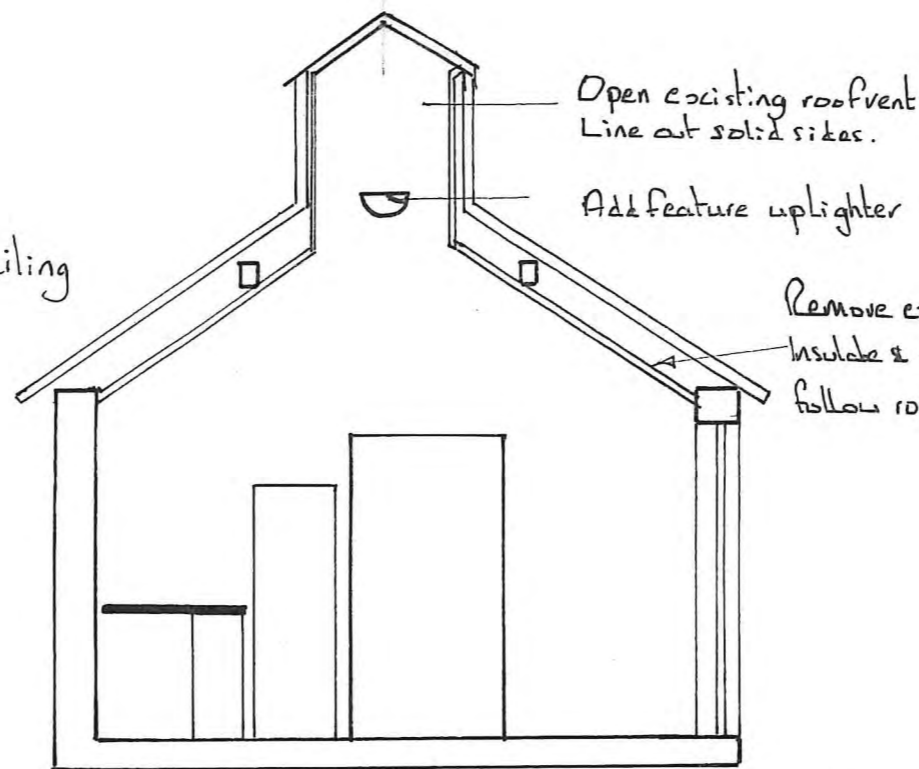 Open existing roofvent
Line out solid sides.
Add feature uplighter
Remove
Insulate &
follow